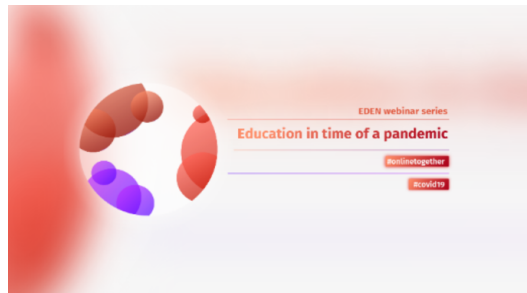 EDEN webinar series
Education in time of a pandemic
#onlinetogether
#covid19